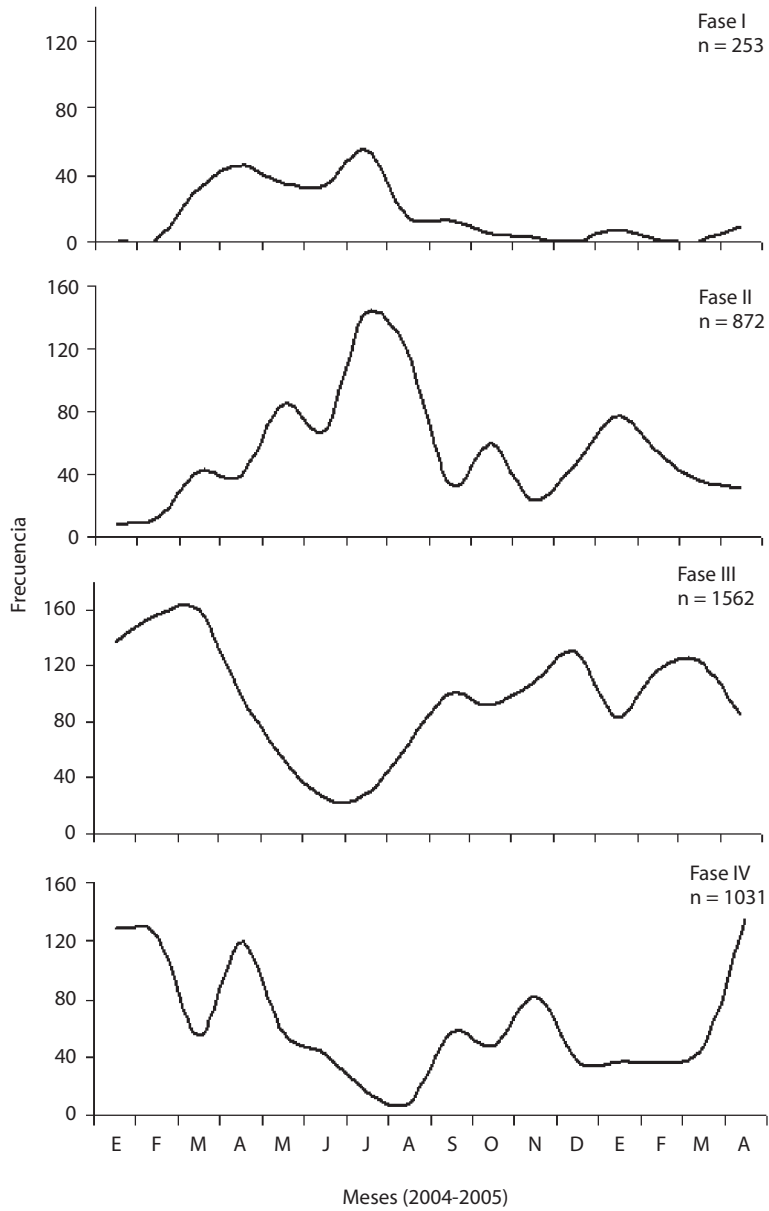 Fase I
n = 253
120
80
40
0
Fase II
n = 872
160
120
80
40
0
Frecuencia
Fase III
n = 1562
160
120
80
40
0
Fase IV
n = 1031
160
120
80
40
0
E F M A M J J A S O N D E F M A
Meses (2004-2005)